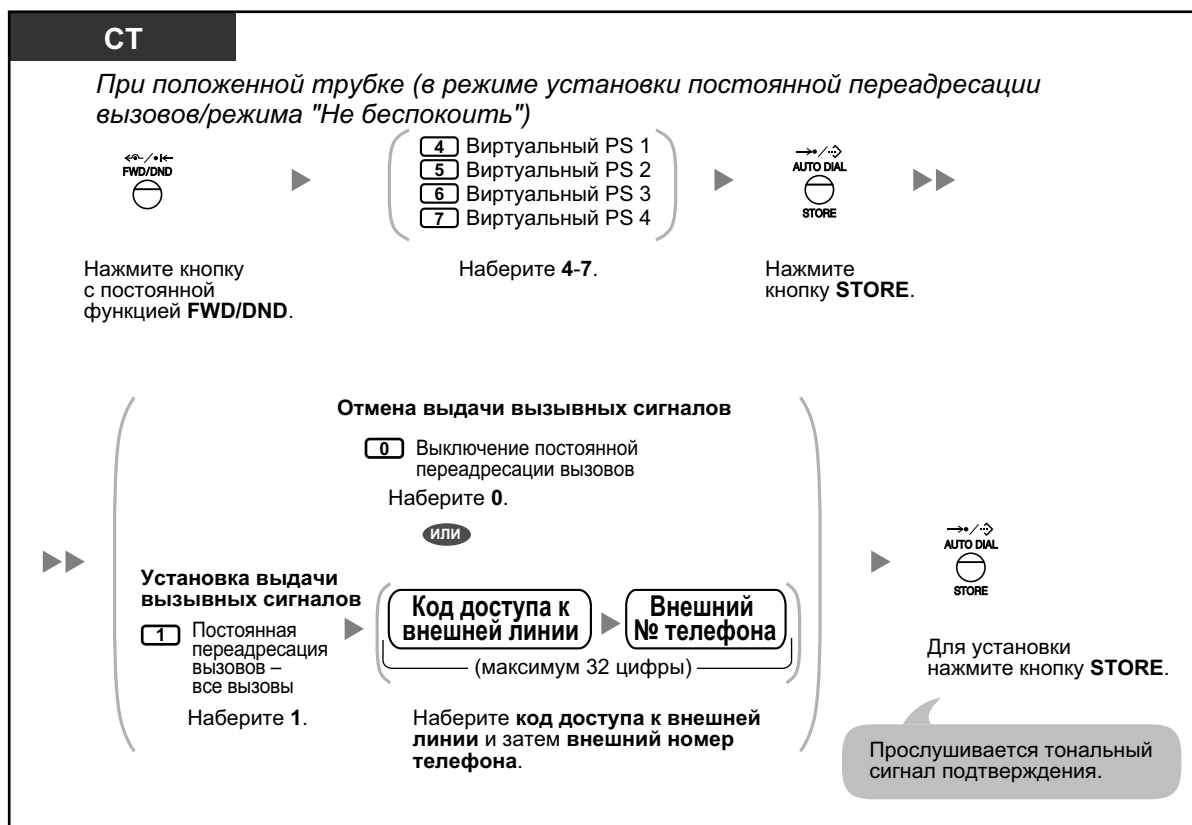 СТ
При положенной трубке (в режиме установки постоянной переадресации
вызовов/режима "Не беспокоить")
FWD/DND
4 Виртуальный PS 1
5 Виртуальный PS 2
6 Виртуальный PS 3
7 Виртуальный PS 4
AUTO DIAL
STORE
Нажмите кнопку
с постоянной
функцией FWD/DND.
Наберите 4-7.
Нажмите
кнопку STORE.
Отмена выдачи вызывных сигналов
0 Выключение постоянной
переадресации вызовов
Наберите 0.
ИЛИ
Установка выдачи
вызывных сигналов
1 Постоянная
переадресация
вызовов –
все вызовы
Наберите 1.
Код доступа к
внешней линии
Внешний
№ телефона
(максимум 32 цифры)
Наберите код доступа к внешней
линии и затем внешний номер
телефона.
AUTO DIAL
STORE
Для установки
нажмите кнопку STORE.
Прослушивается тональный
сигнал подтверждения.